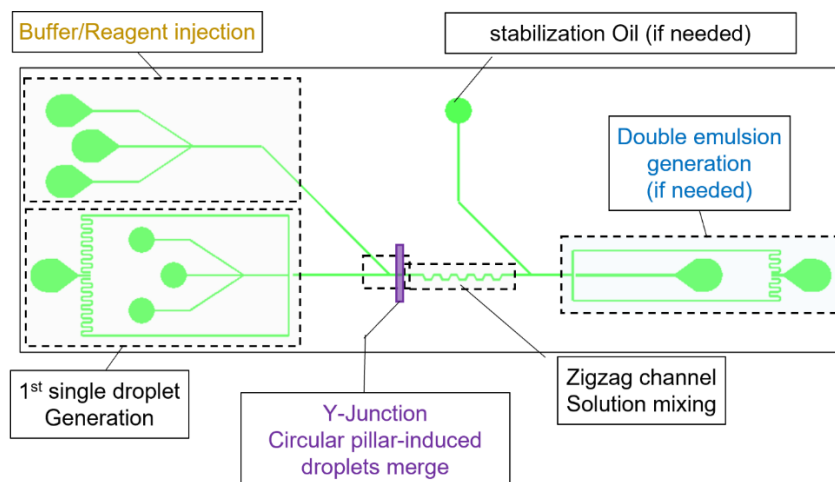 Buffer/Reagent injection
stabilization Oil (if needed)
Double emulsion
generation
(if needed)
1st single droplet
Generation
Y-Junction
Circular pillar-induced
droplets merge
Zigzag channel
Solution mixing